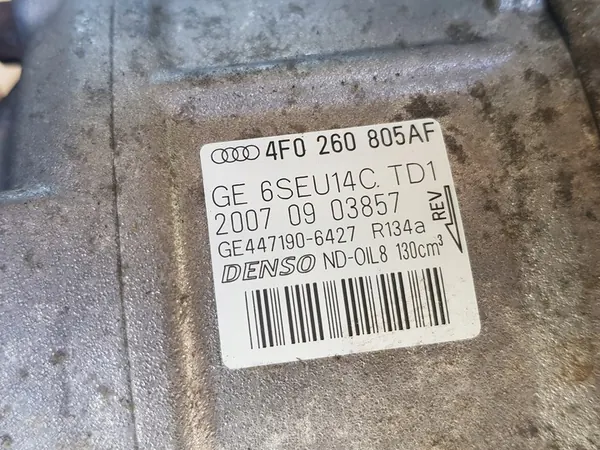 4F0 260 805AF
GE 6SEU14C. TD1
2007 09 03857
GE447190-6427 R134a
DENSO ND-OIL8 130cm³
REV